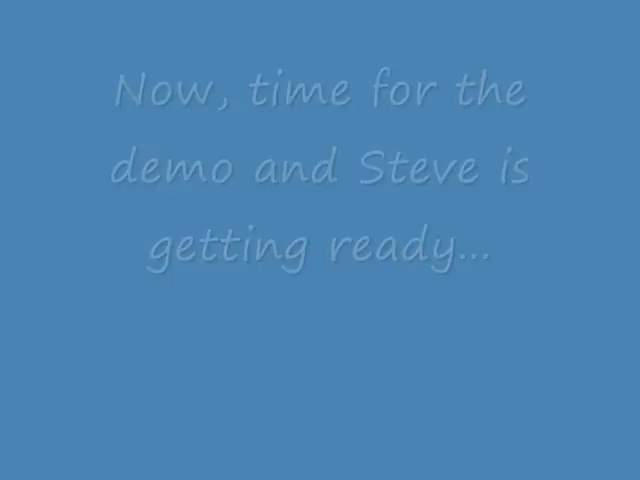 Now, time for the
demo and Steve is
getting ready...